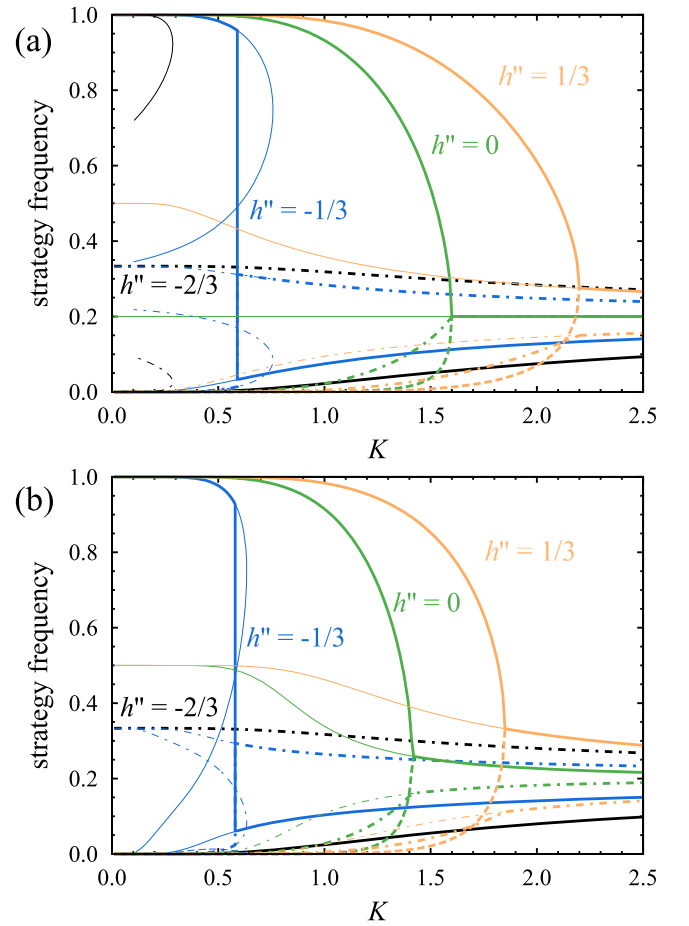 (a)
1.0
0.8
0.6
0.4
0.2
0.0
strategy frequency
h" = 1/3
h" = 0
h" = -1/3
h" = -2/3
0.0 0.5 1.0 1.5 2.0 2.5
K
(b)
1.0
0.8
0.6
0.4
0.2
0.0
strategy frequency
h" = 1/3
h" = 0
h" = -1/3
h" = -2/3
0.0 0.5 1.0 1.5 2.0 2.5
K